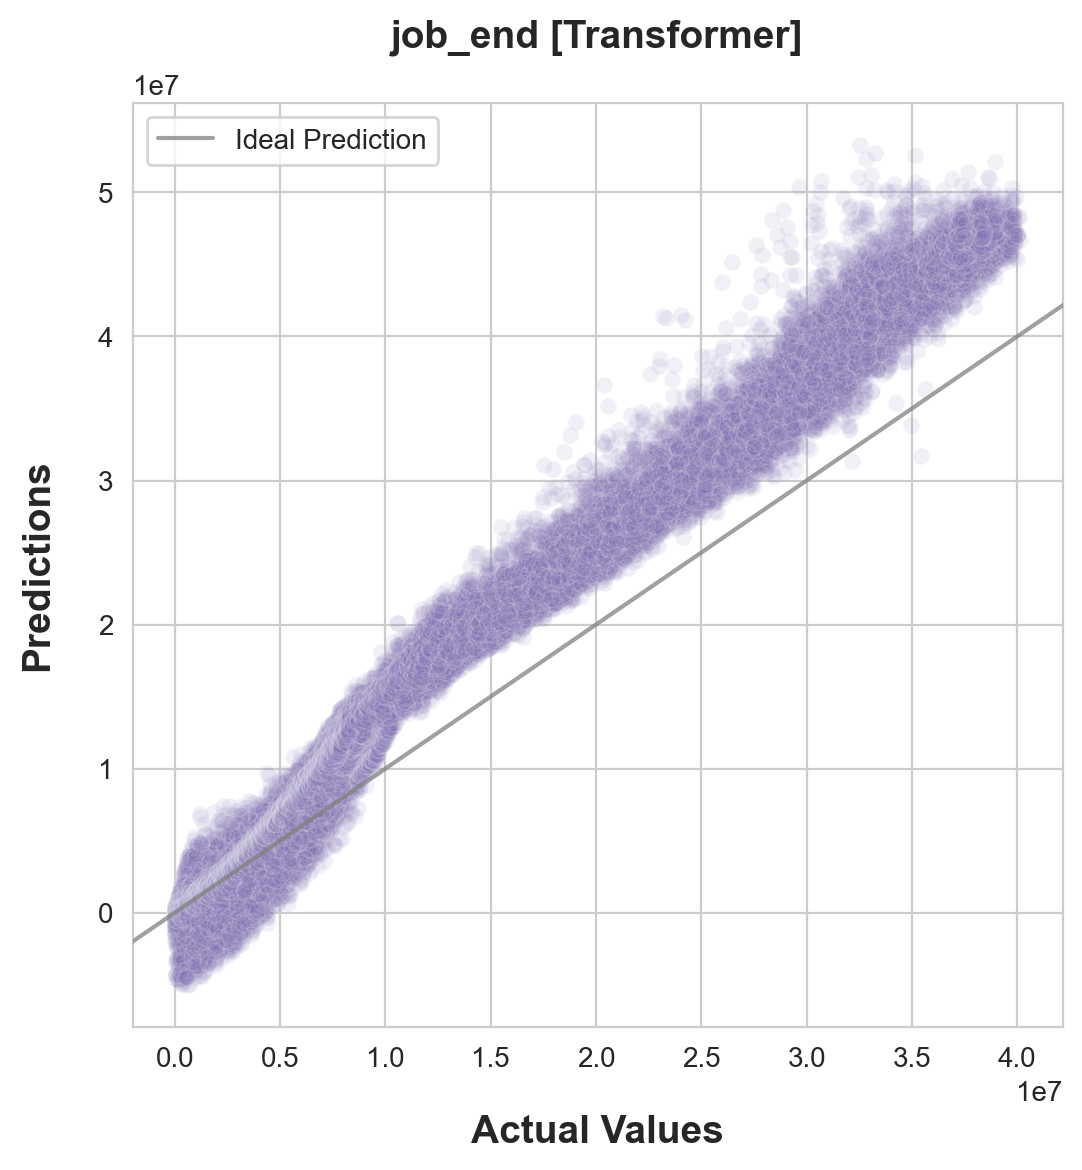 job_end [Transformer]
1e7
Ideal Prediction
5
4
3
2
1
0
Predictions
0.0 0.5 1.0 1.5 2.0 2.5 3.0 3.5 4.0
1e7
Actual Values